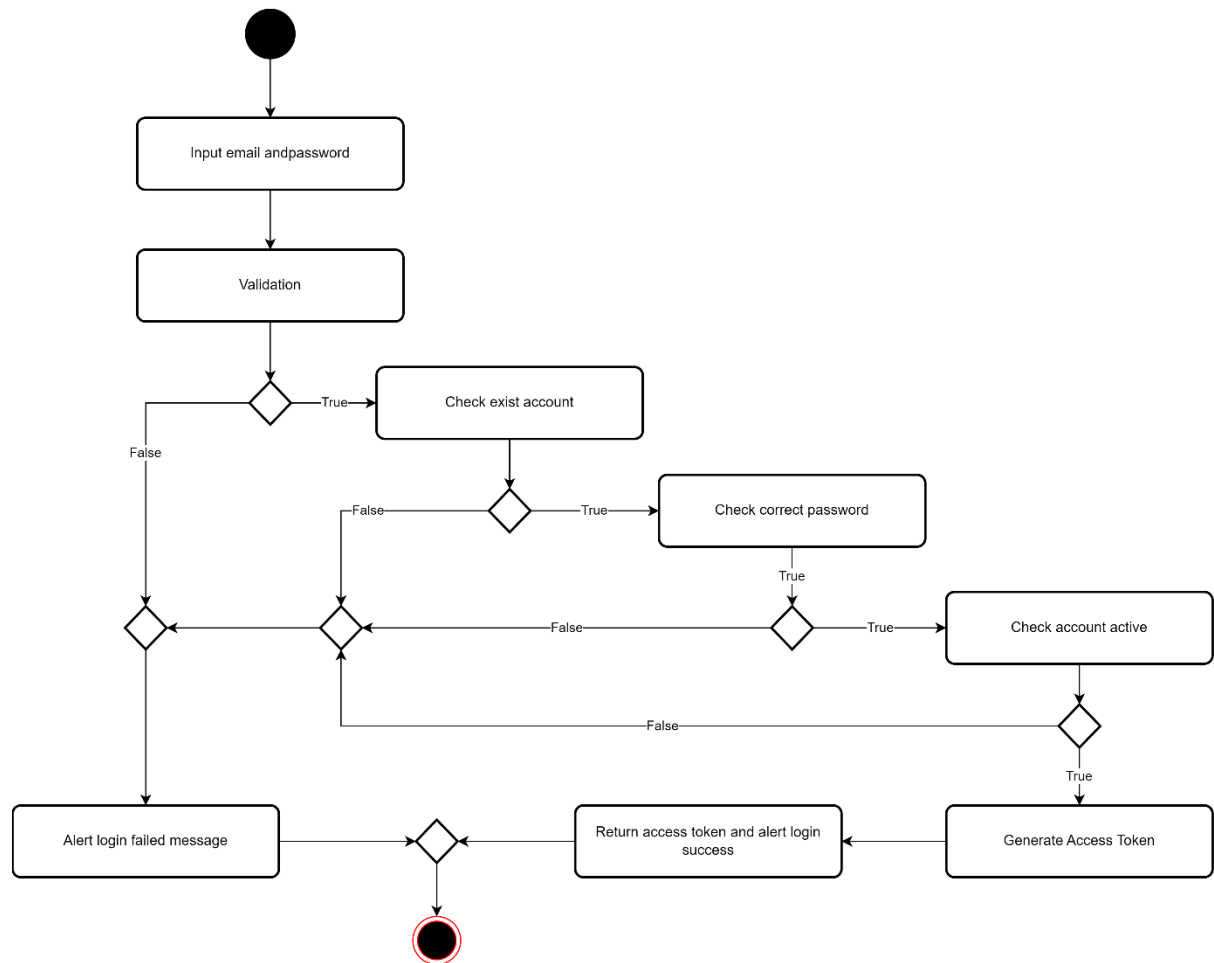 Input email andpassword
Validation
True
Check exist account
False
False
True
Check correct password
True
False
True
Check account active
False
True
Alert login failed message
Return access token and alert login
success
Generate Access Token